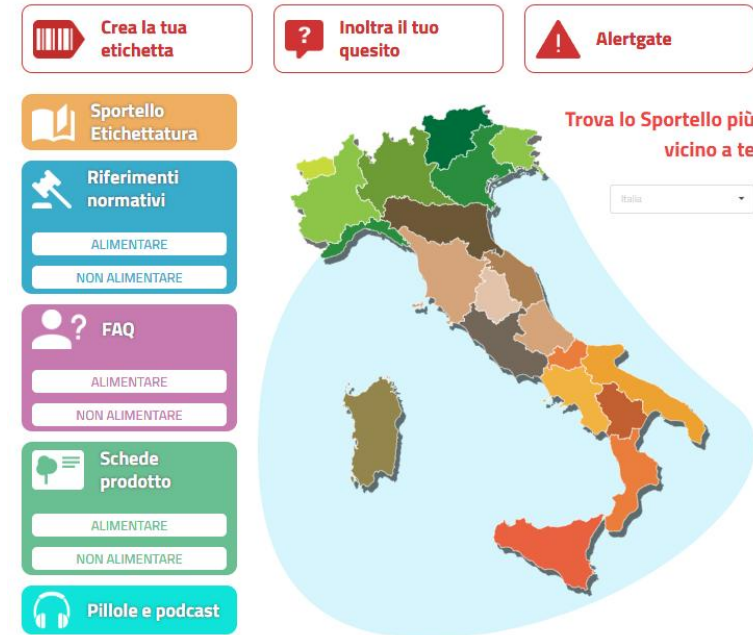 Crea la tua
etichetta
Inoltra il tuo
quesito
Alertgate
Sportello
Etichettatura
Riferimenti
normativi
ALIMENTARE
NON ALIMENTARE
FAQ
ALIMENTARE
NON ALIMENTARE
Schede
prodotto
ALIMENTARE
NON ALIMENTARE
Pillole e podcast
Trova lo Sportello più
vicino a te
Italia